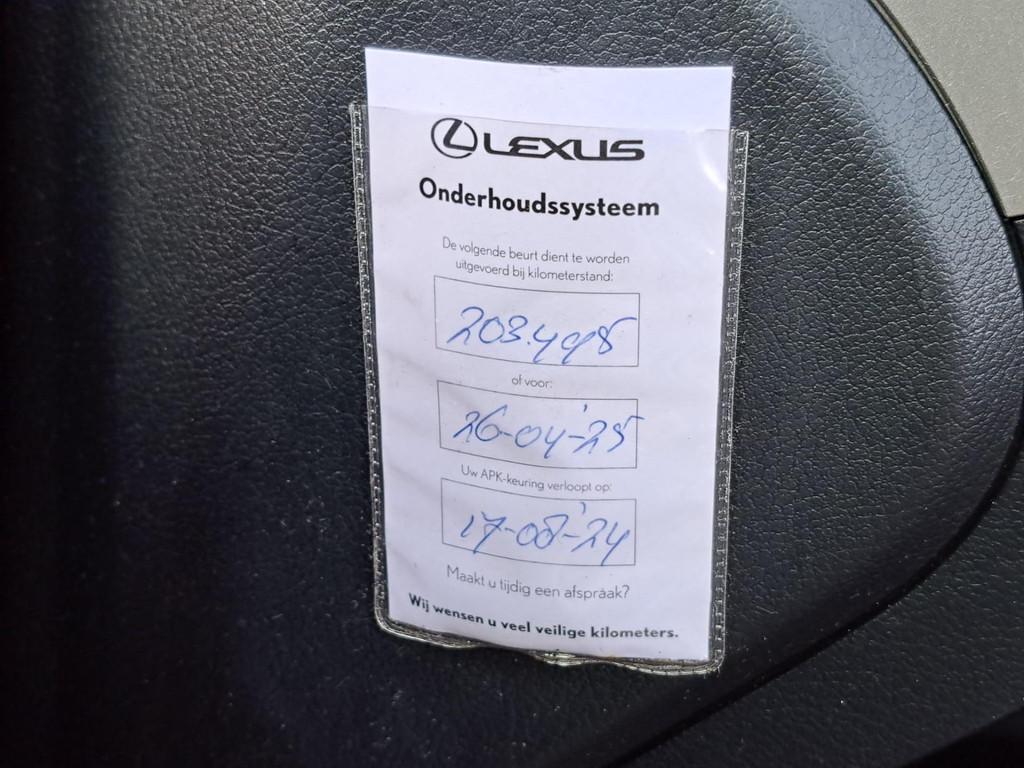 LEXUS
Onderhoudssysteem
De volgende beurt dient te worden
uitgevoerd bij kilometerstand:
203.498
of voor:
26-04-'25
Uw APK-keuring verloopt op:
17-08-'24
Maakt u tijdig een afspraak?
Wij wensen u veel veilige kilometers.